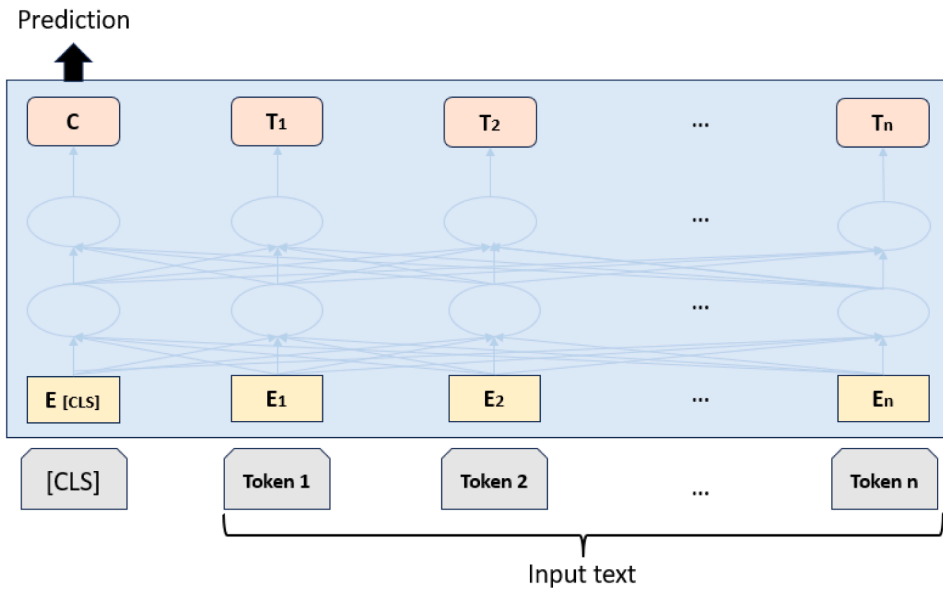 Prediction
C T1 T2 ... Tn
...
...
E [CLS] E1 E2 ... En
[CLS] Token 1 Token 2 ... Token n
Input text